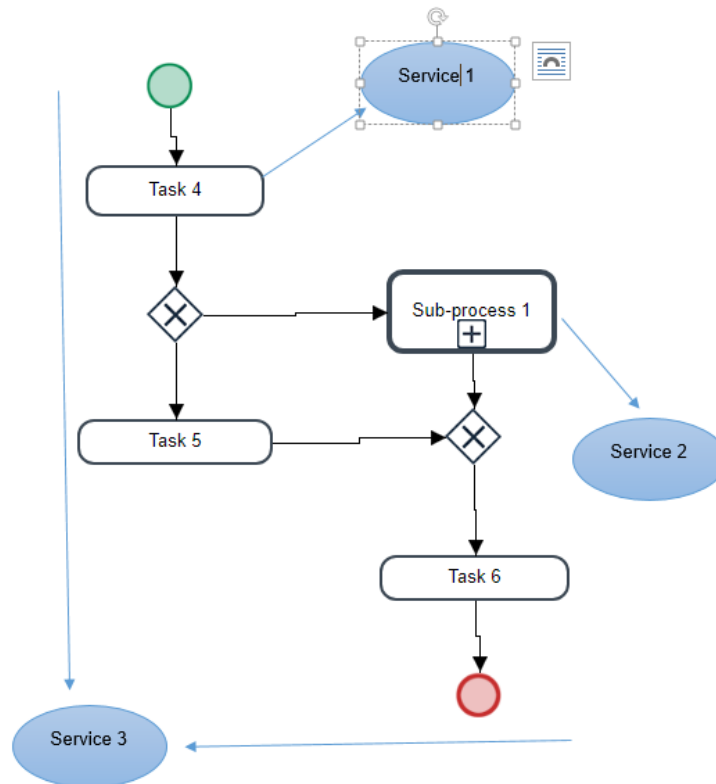 Service 1
Task 4
Sub-process 1
Task 5
Service 2
Task 6
Service 3